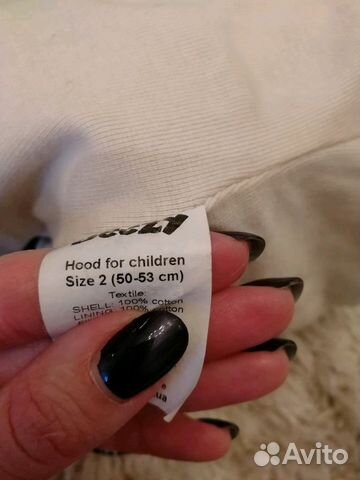 Hood for children
Size 2 (50-53 cm)
Textile:
SHELL: 100% cotton
LINING: 100% cotton
Avito